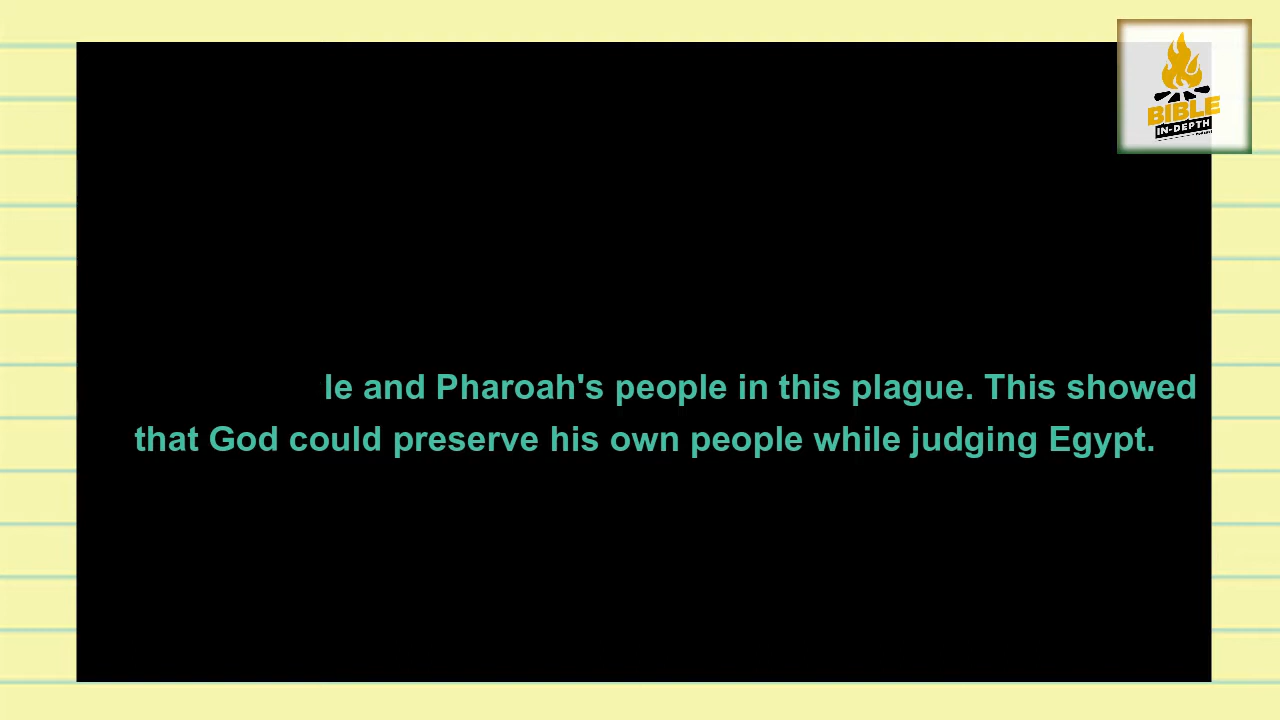 BIBLE
IN-DEPTH
le and Pharoah's people in this plague. This showed
that God could preserve his own people while judging Egypt.